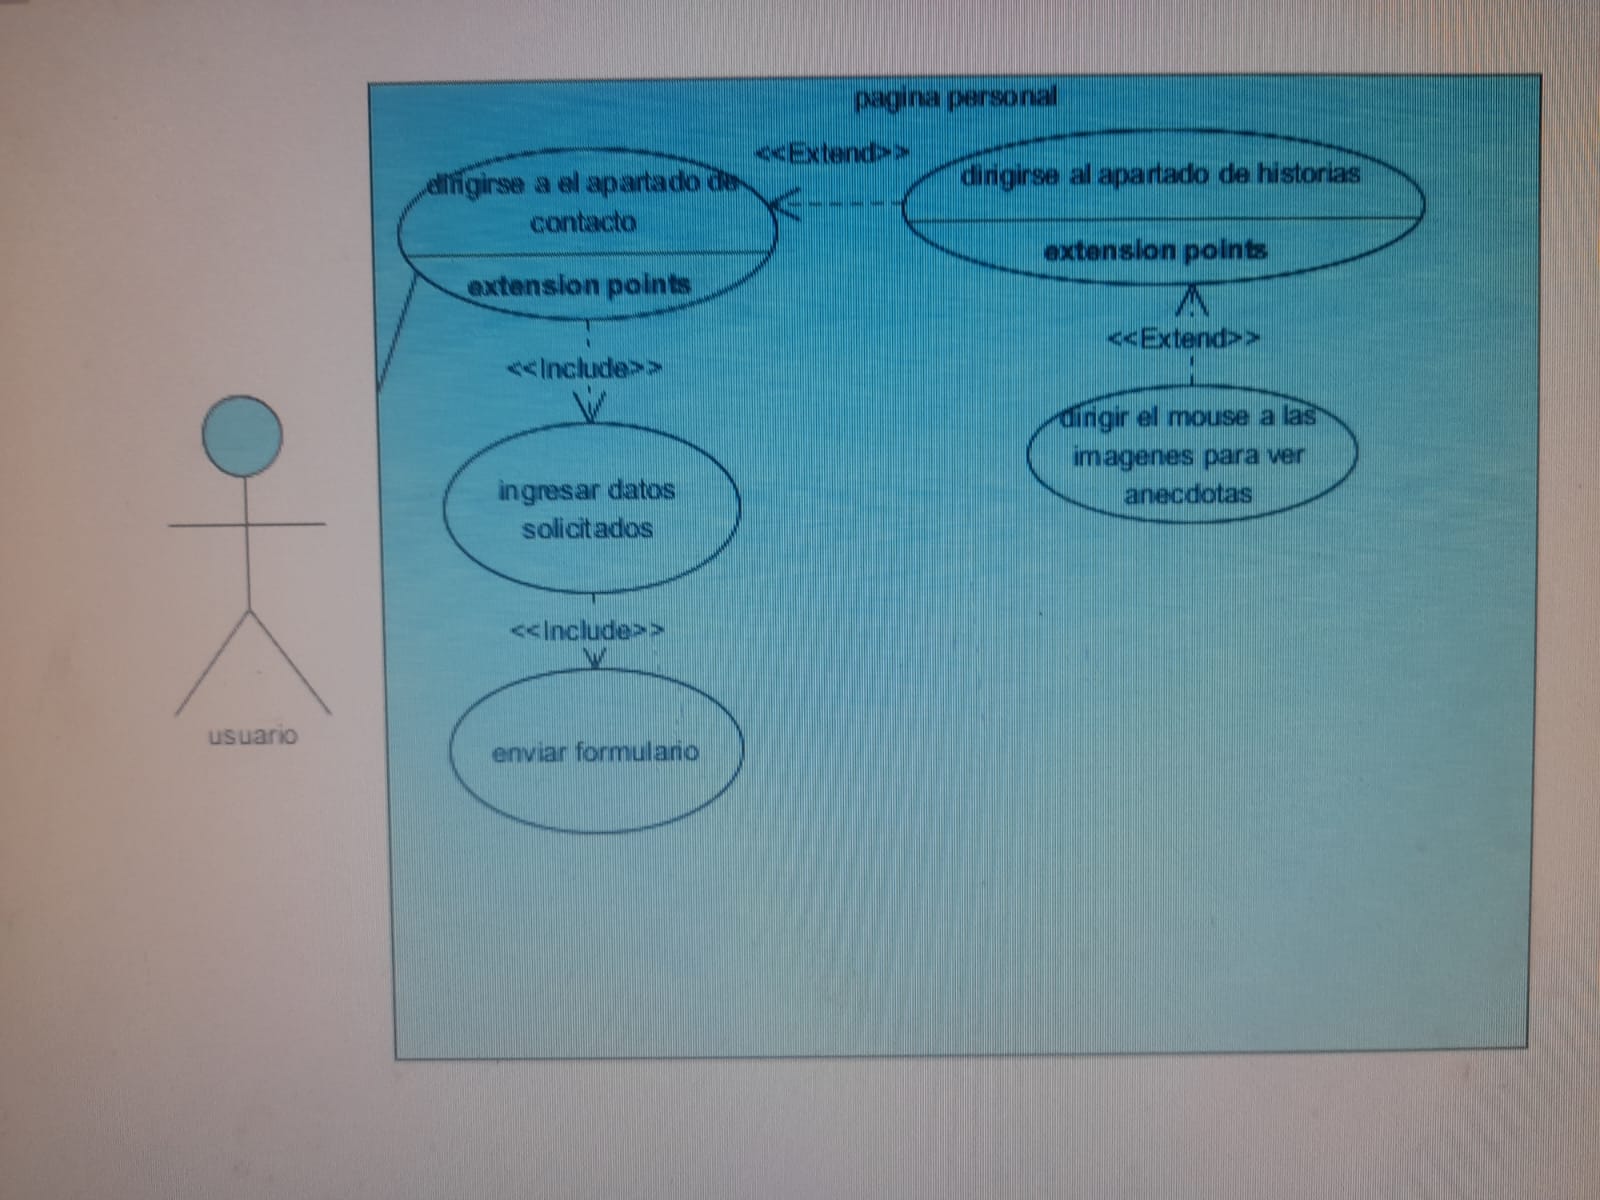 pagina personal
<<Extend>>
dirigirse a el apartado de
contacto
extension points
dirigirse al apartado de historias
extension points
<<Include>>
<<Extend>>
ingresar datos
solicitados
dirigir el mouse a las
imagenes para ver
anecdotas
<<Include>>
enviar formulario
usuario